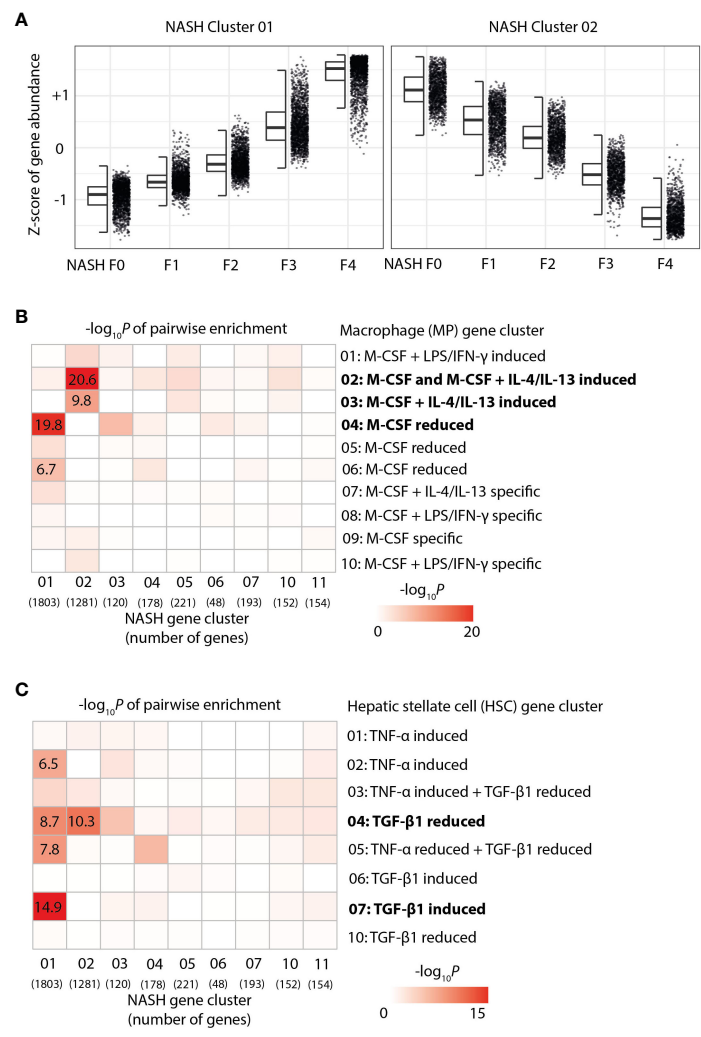 A
NASH Cluster 01
NASH Cluster 02
Z-score of gene abundance
+1
0
-1
NASH F0 F1 F2 F3 F4
NASH F0 F1 F2 F3 F4
B
-log10P of pairwise enrichment
Macrophage (MP) gene cluster
01: M-CSF + LPS/IFN-γ induced
20.6 02: M-CSF and M-CSF + IL-4/IL-13 induced
9.8 03: M-CSF + IL-4/IL-13 induced
19.8 04: M-CSF reduced
05: M-CSF reduced
6.7 06: M-CSF reduced
07: M-CSF + IL-4/IL-13 specific
08: M-CSF + LPS/IFN-γ specific
09: M-CSF specific
10: M-CSF + LPS/IFN-γ specific
01 02 03 04 05 06 07 10 11
(1803) (1281) (120) (178) (221) (48) (193) (152) (154)
NASH gene cluster
(number of genes)
-log10P
0 20
C
-log10P of pairwise enrichment
Hepatic stellate cell (HSC) gene cluster
01: TNF-α induced
6.5 02: TNF-α induced
03: TNF-α induced + TGF-β1 reduced
8.7 10.3 04: TGF-β1 reduced
7.8 05: TNF-α reduced + TGF-β1 reduced
06: TGF-β1 induced
14.9 07: TGF-β1 induced
10: TGF-β1 reduced
01 02 03 04 05 06 07 10 11
(1803) (1281) (120) (178) (221) (48) (193) (152) (154)
NASH gene cluster
(number of genes)
-log10P
0 15